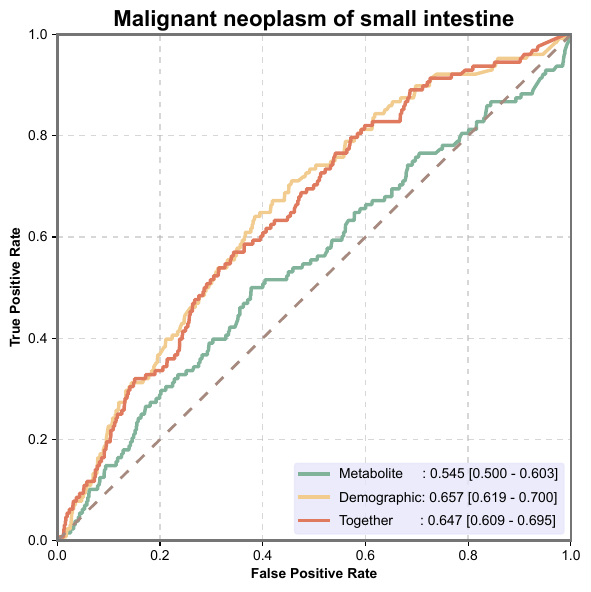 Malignant neoplasm of small intestine
1.0
0.8
0.6
0.4
0.2
0.0
True Positive Rate
Metabolite : 0.545 [0.500 - 0.603]
Demographic: 0.657 [0.619 - 0.700]
Together : 0.647 [0.609 - 0.695]
0.0 0.2 0.4 0.6 0.8 1.0
False Positive Rate